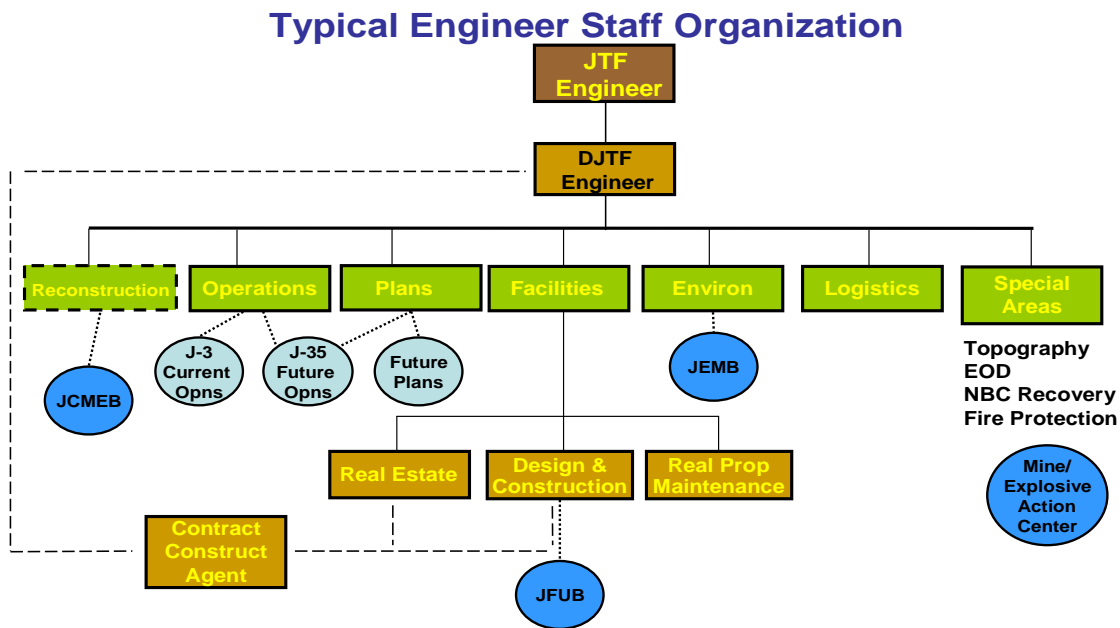 Typical Engineer Staff Organization
JTF
Engineer
DJTF
Engineer
Reconstruction
Operations
Plans
Facilities
Environ
Logistics
Special
Areas
J-3
Current
Opns
J-35
Future
Opns
Future
Plans
JCMEB
JEMB
Topography
EOD
NBC Recovery
Fire Protection
Real Estate
Design &
Construction
Real Prop
Maintenance
Mine/
Explosive
Action
Center
Contract
Construct
Agent
JFUB